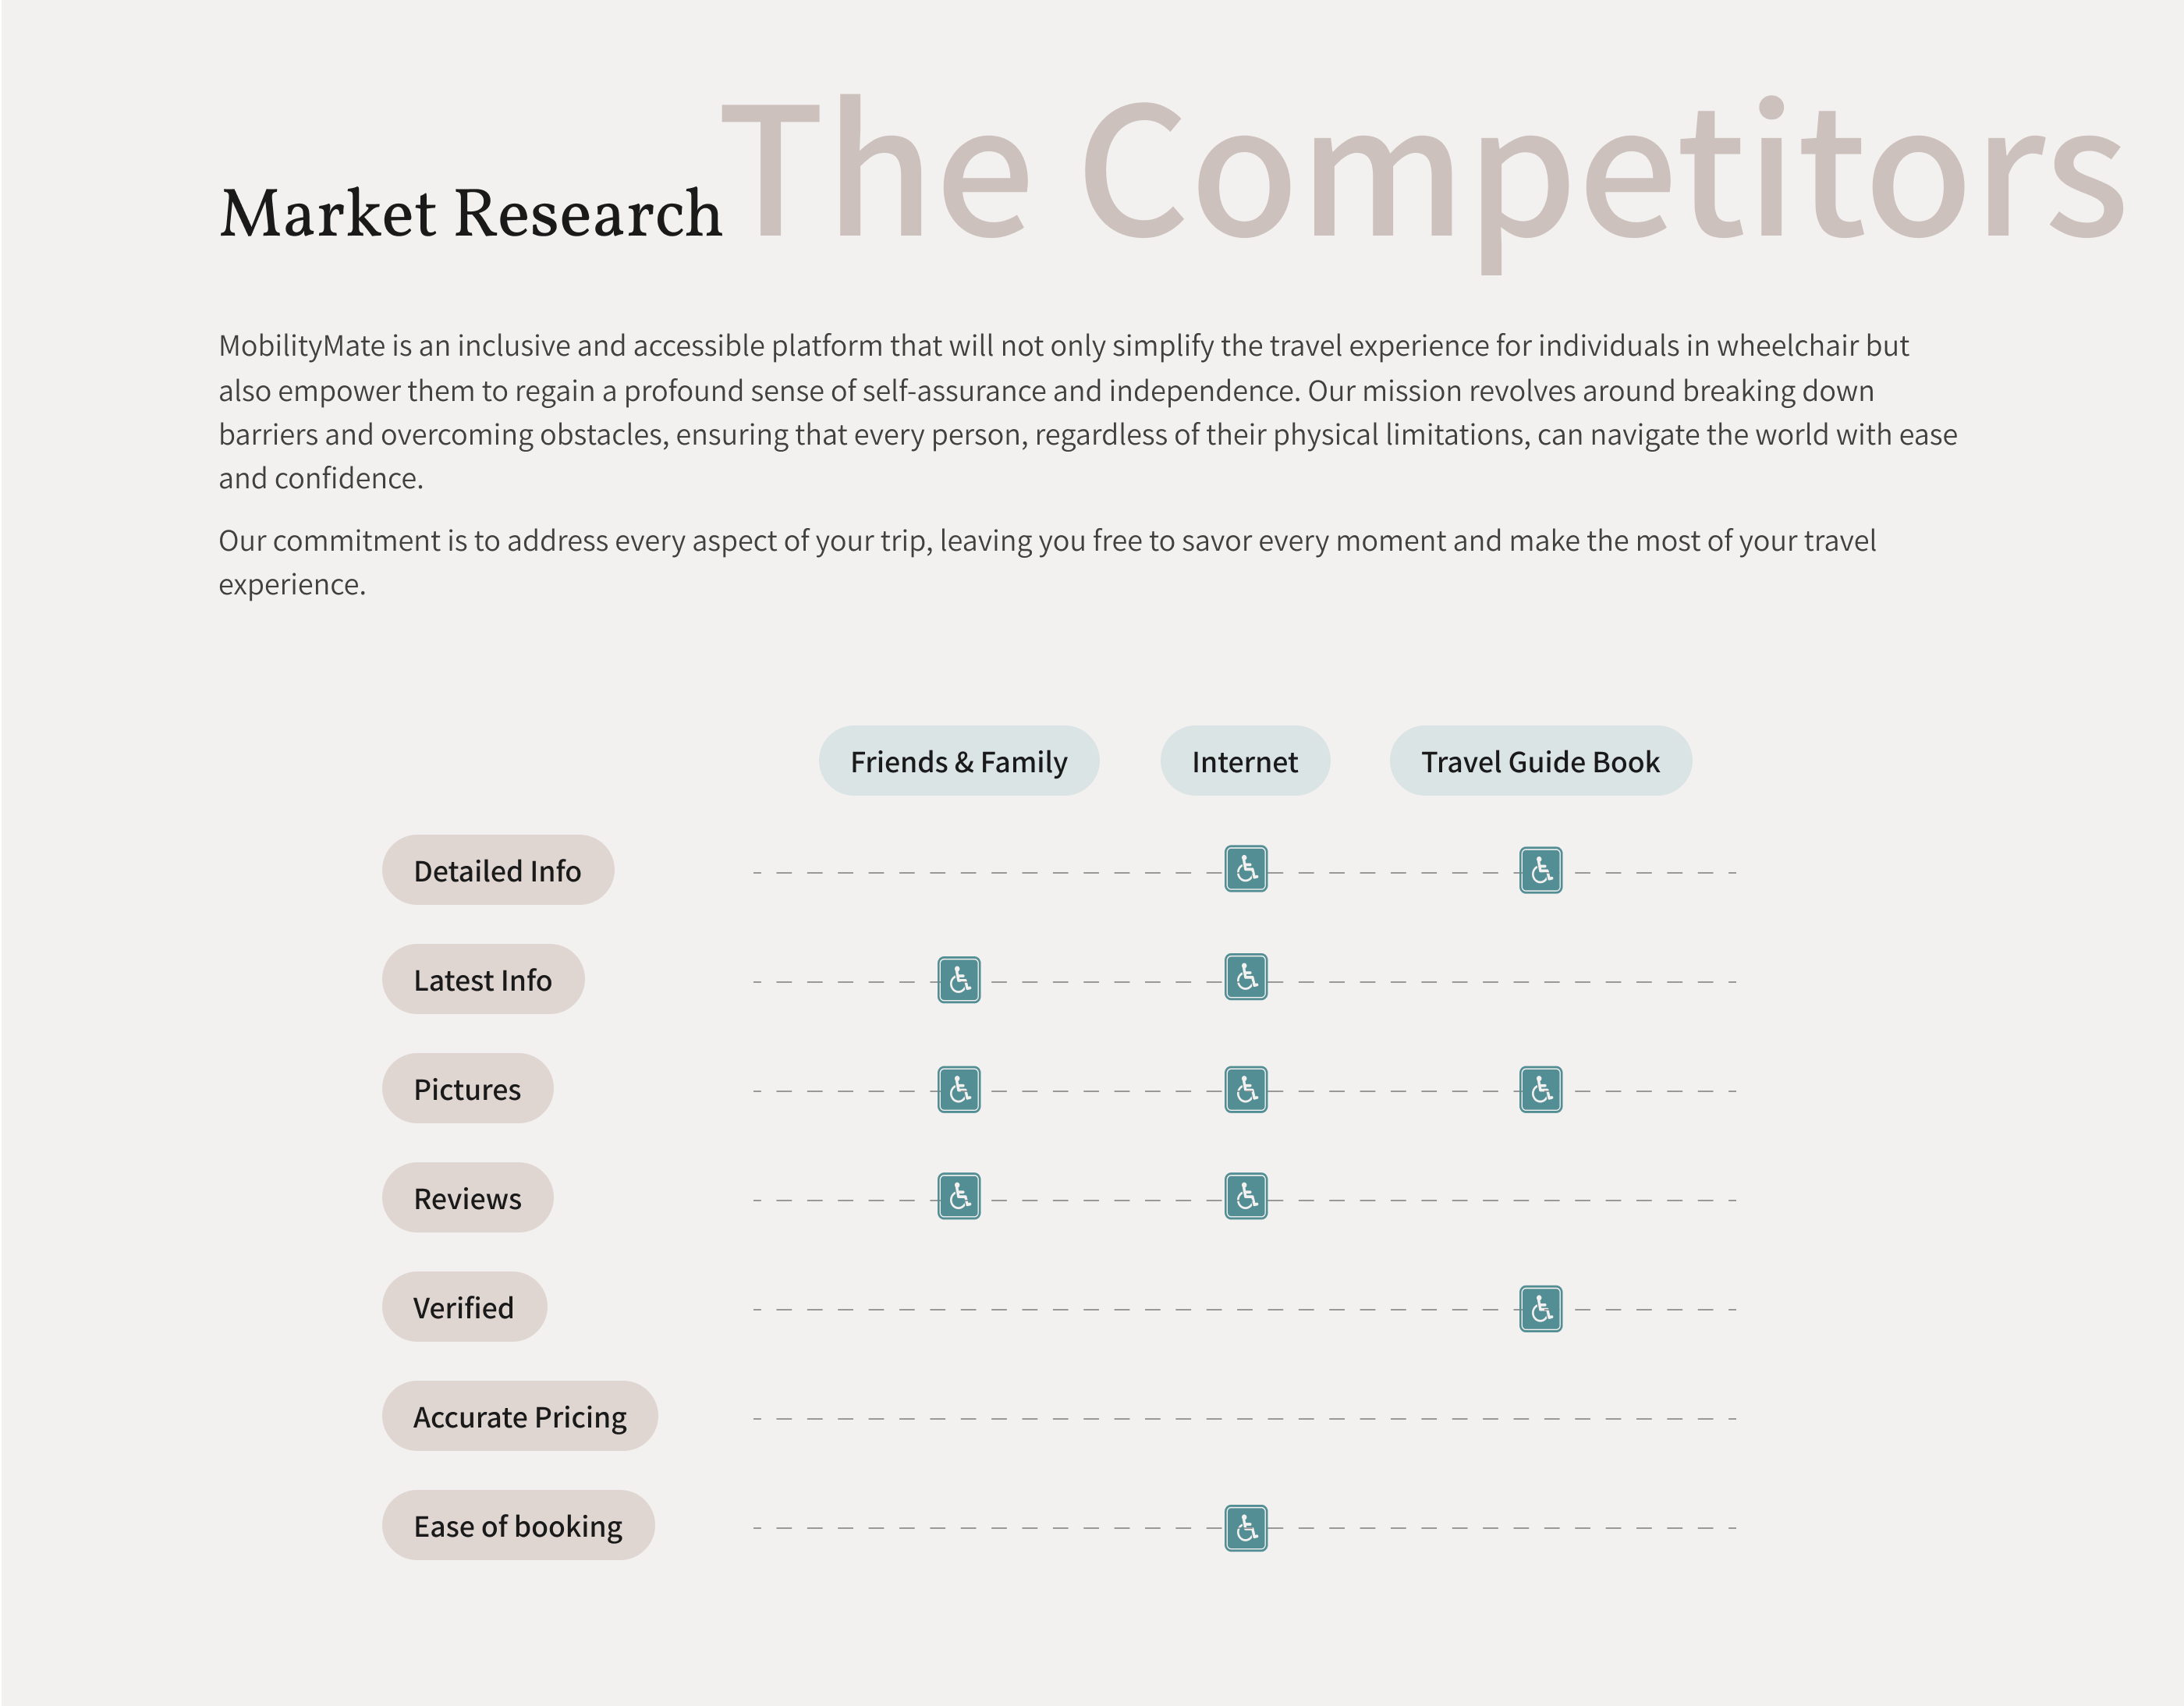 Market Research The Competitors
MobilityMate is an inclusive and accessible platform that will not only simplify the travel experience for individuals in wheelchair but
also empower them to regain a profound sense of self-assurance and independence. Our mission revolves around breaking down
barriers and overcoming obstacles, ensuring that every person, regardless of their physical limitations, can navigate the world with ease
and confidence.
Our commitment is to address every aspect of your trip, leaving you free to savor every moment and make the most of your travel
experience.
Friends & Family Internet Travel Guide Book
Detailed Info
Latest Info
Pictures
Reviews
Verified
Accurate Pricing
Ease of booking